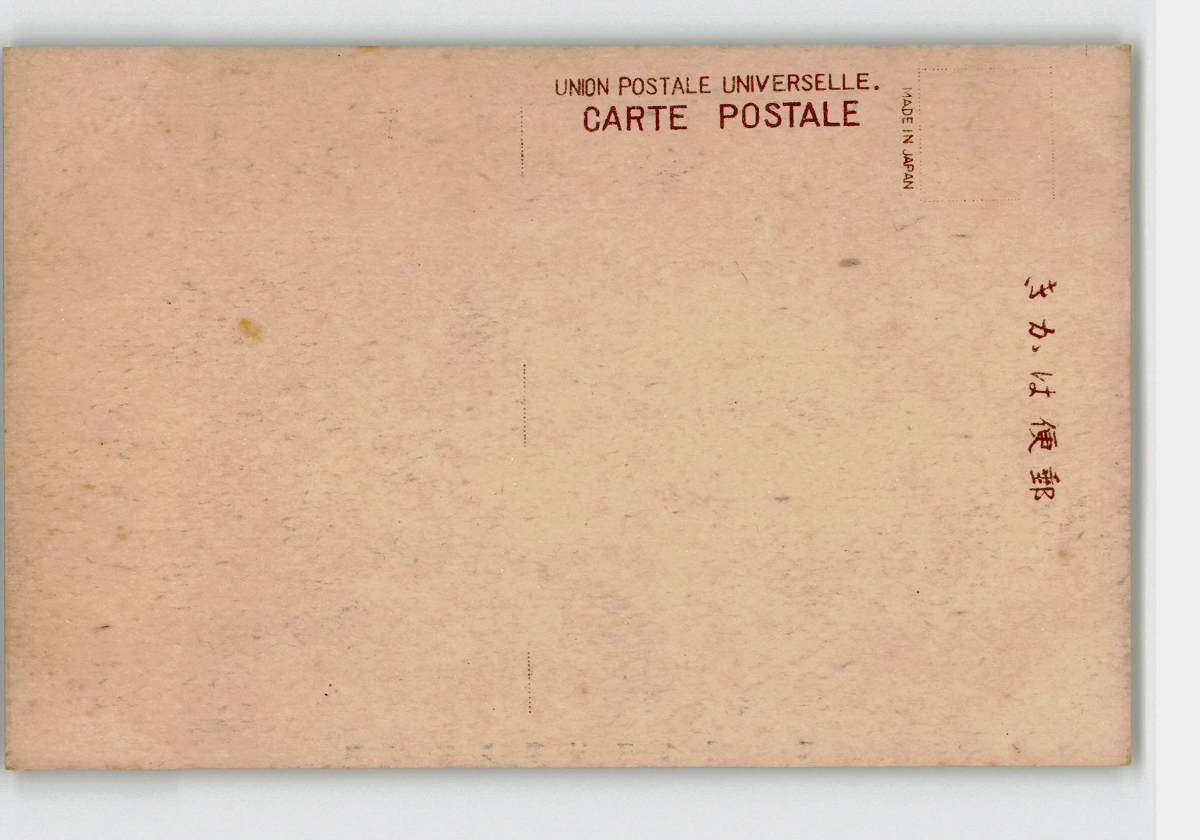 UNION POSTALE UNIVERSELLE.
CARTE POSTALE
MADE IN JAPAN
郵便はかき